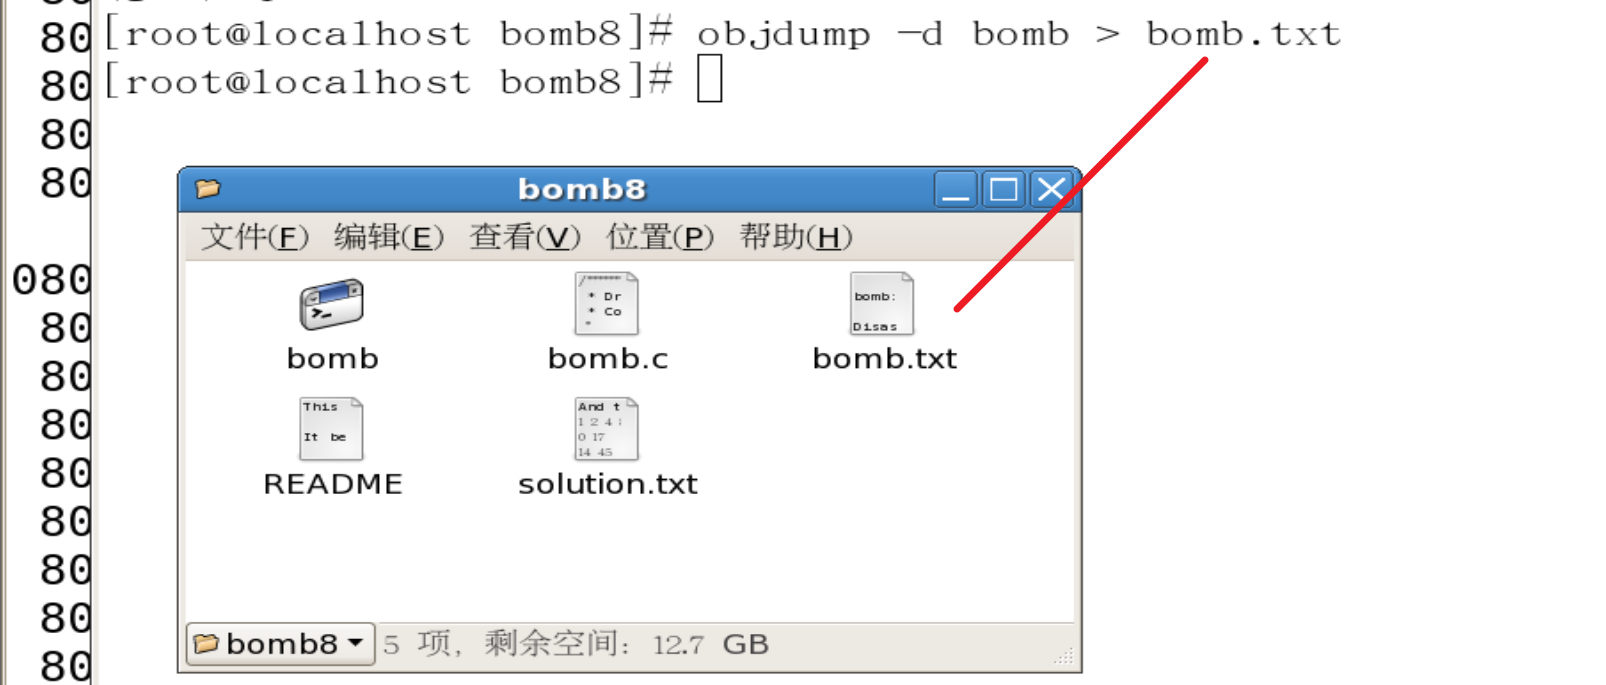 80
80 [root@localhost bomb8]# objdump -d bomb > bomb.txt
80 [root@localhost bomb8]#
80
80
bomb8
文件(F) 编辑(E) 查看(V) 位置(P) 帮助(H)
080
/******
* Dr
* Co
*
bomb:
Disas
80
bomb bomb.c bomb.txt
80
This
It be
And t
1 2 4
0 17
14 45
80
80
README solution.txt
80
80
80
bomb8 5 项, 剩余空间: 12.7 GB
80